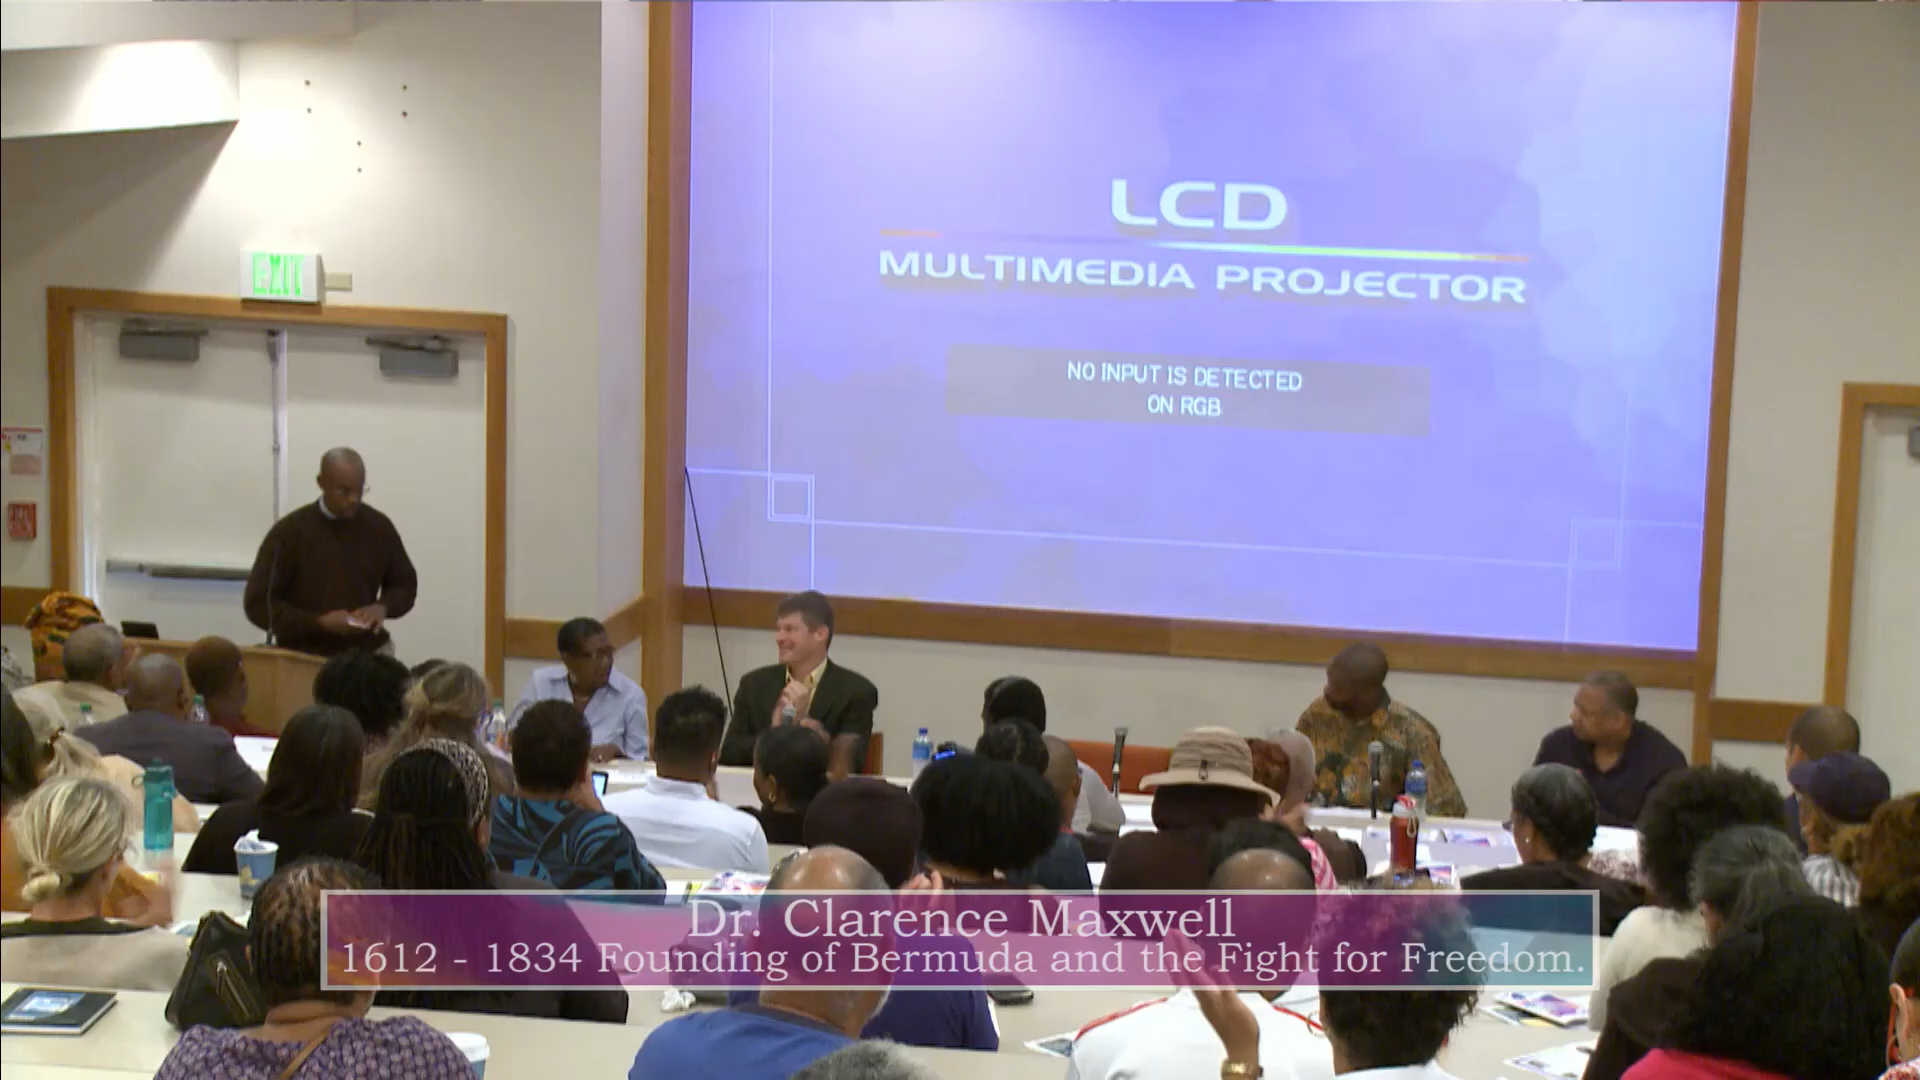 EXIT
LCD
MULTIMEDIA PROJECTOR
NO INPUT IS DETECTED
ON RGB
Dr. Clarence Maxwell
1612 - 1834 Founding of Bermuda and the Fight for Freedom.